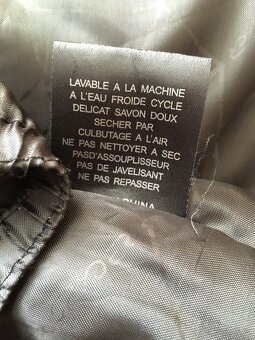 LAVABLE A LA MACHINE
A L'EAU FROIDE CYCLE
DELICAT SAVON DOUX
SECHER PAR
CULBUTAGE A L'AIR
NE PAS NETTOYER A SEC
PASD'ASSOUPLISSEUR
PAS DE JAVELISANT
NE PAS REPASSER
CHINA